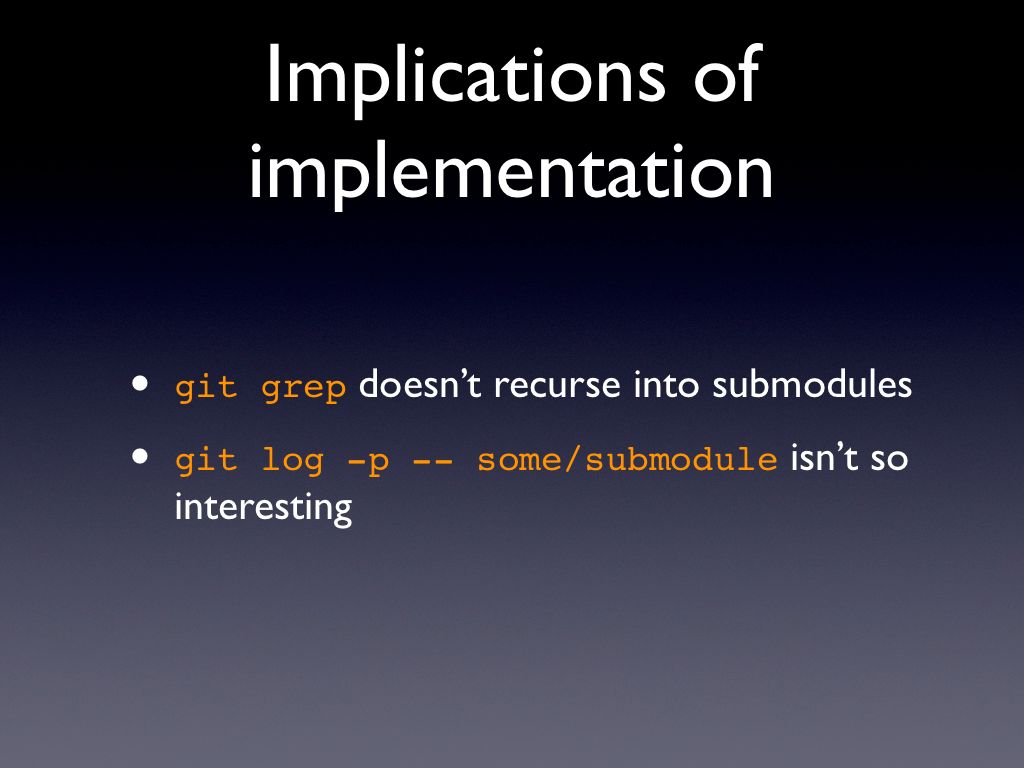 Implications of
implementation
• git grep doesn’t recurse into submodules
• git log -p -- some/submodule isn’t so
interesting